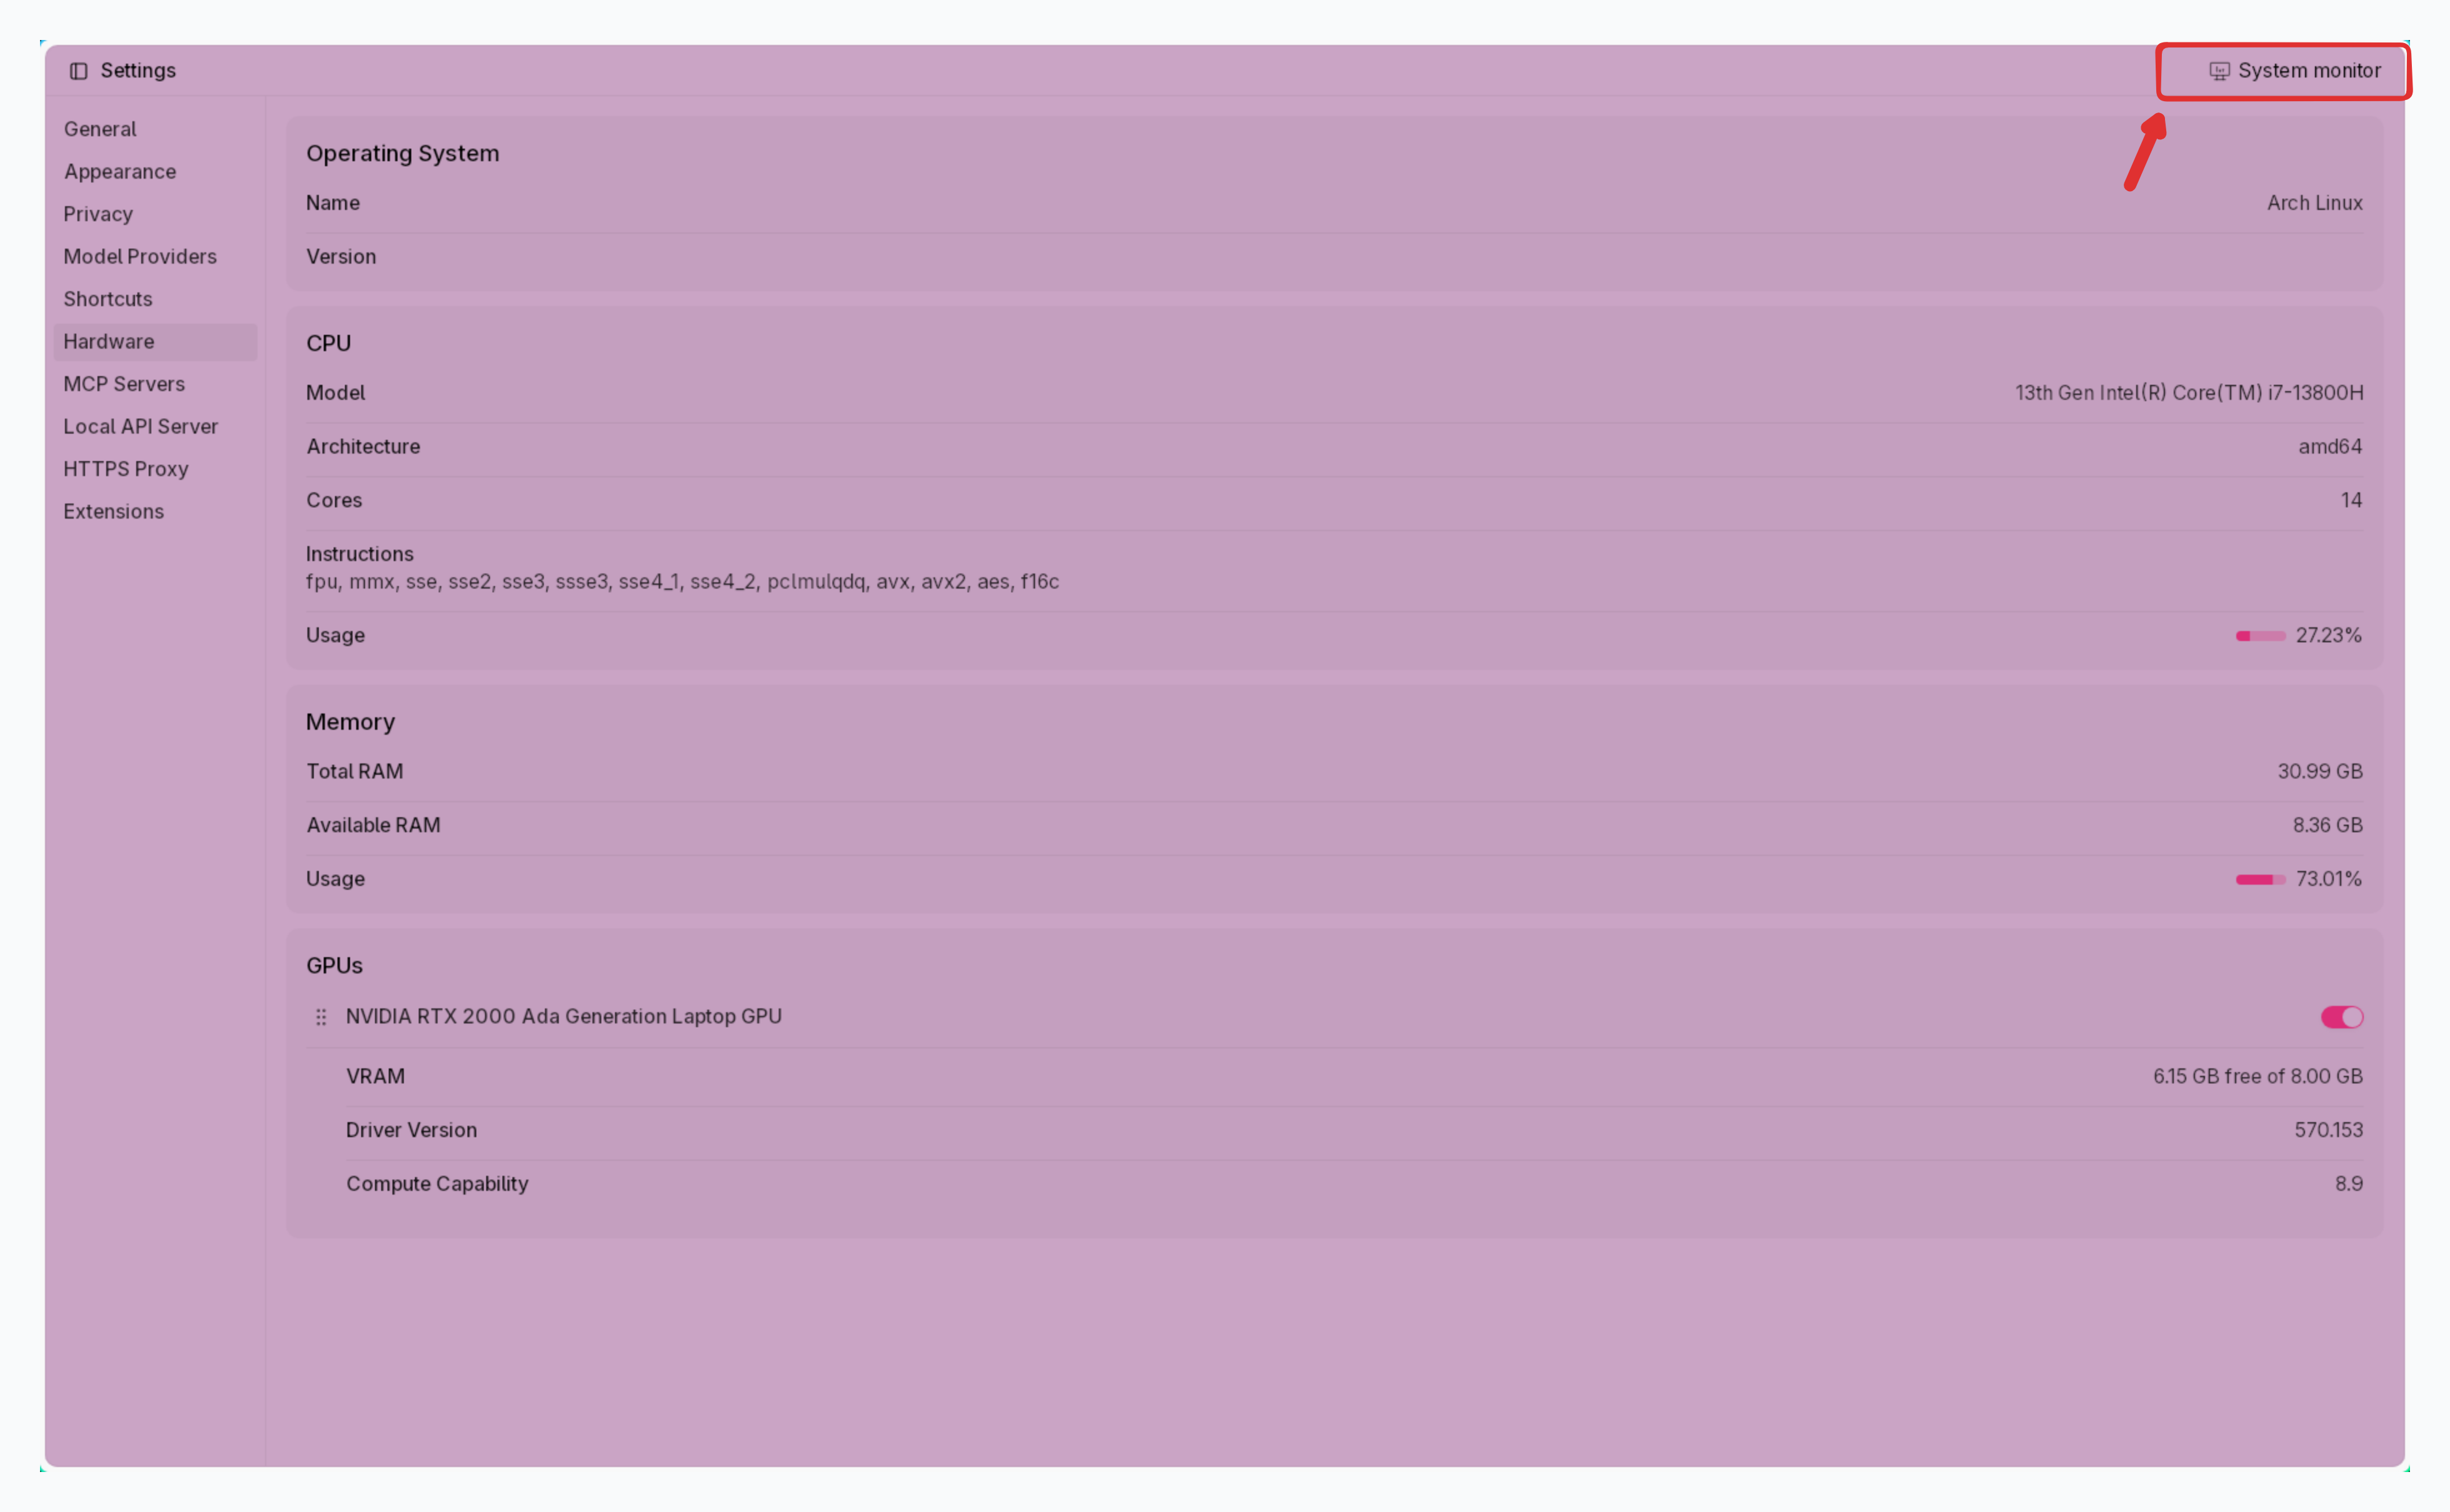 Settings
System monitor
General
Appearance
Privacy
Model Providers
Shortcuts
Hardware
MCP Servers
Local API Server
HTTPS Proxy
Extensions
Operating System
Name Arch Linux
Version
CPU
Model 13th Gen Intel(R) Core(TM) i7-13800H
Architecture amd64
Cores 14
Instructions
fpu, mmx, sse, sse2, sse3, ssse3, sse4_1, sse4_2, pclmulqdq, avx, avx2, aes, f16c
Usage 27.23%
Memory
Total RAM 30.99 GB
Available RAM 8.36 GB
Usage 73.01%
GPUs
NVIDIA RTX 2000 Ada Generation Laptop GPU
VRAM 6.15 GB free of 8.00 GB
Driver Version 570.153
Compute Capability 8.9